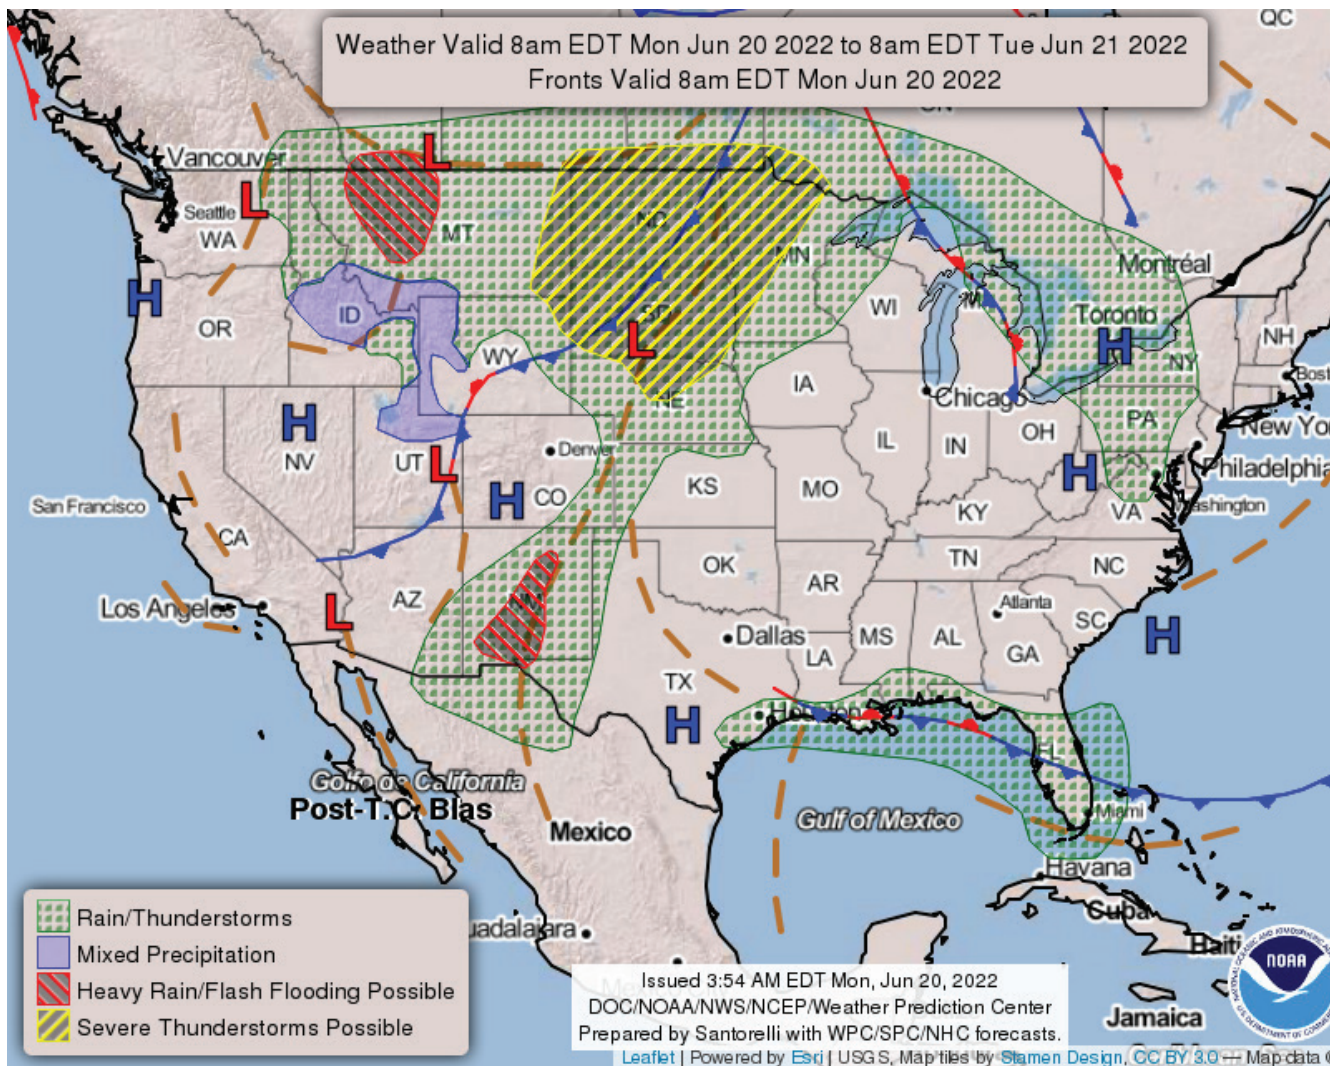 QC
Weather Valid 8am EDT Mon Jun 20 2022 to 8am EDT Tue Jun 21 2022
Fronts Valid 8am EDT Mon Jun 20 2022
Vancouver
L
L
Seattle
WA
MT
MN
Montréal
H
OR
ID
WY
L
WI
Toronto
H
NH
NY
NE
IA
Chicago
PA
New Yor
H
NV
UT
L
Denver
CO
H
KS
MO
IL
IN
OH
H
Philadelphia
San Francisco
CA
KY
VA
Washington
Los Angeles
L
AZ
NM
OK
AR
TN
NC
Dallas
MS
AL
Atlanta
GA
SC
H
LA
TX
H
Houston
FL
Golfo de California
Post-T.C. Blas
Mexico
Gulf of Mexico
Miami
Havana
Cuba
Haiti
Jamaica
Rain/Thunderstorms
Mixed Precipitation
Heavy Rain/Flash Flooding Possible
Severe Thunderstorms Possible
uadalajara
Issued 3:54 AM EDT Mon, Jun 20, 2022
DOC/NOAA/NWS/NCEP/Weather Prediction Center
Prepared by Santorelli with WPC/SPC/NHC forecasts.
Leaflet | Powered by Esri | USGS, Map tiles by Stamen Design, CC BY 3.0 — Map data ©
NOAA